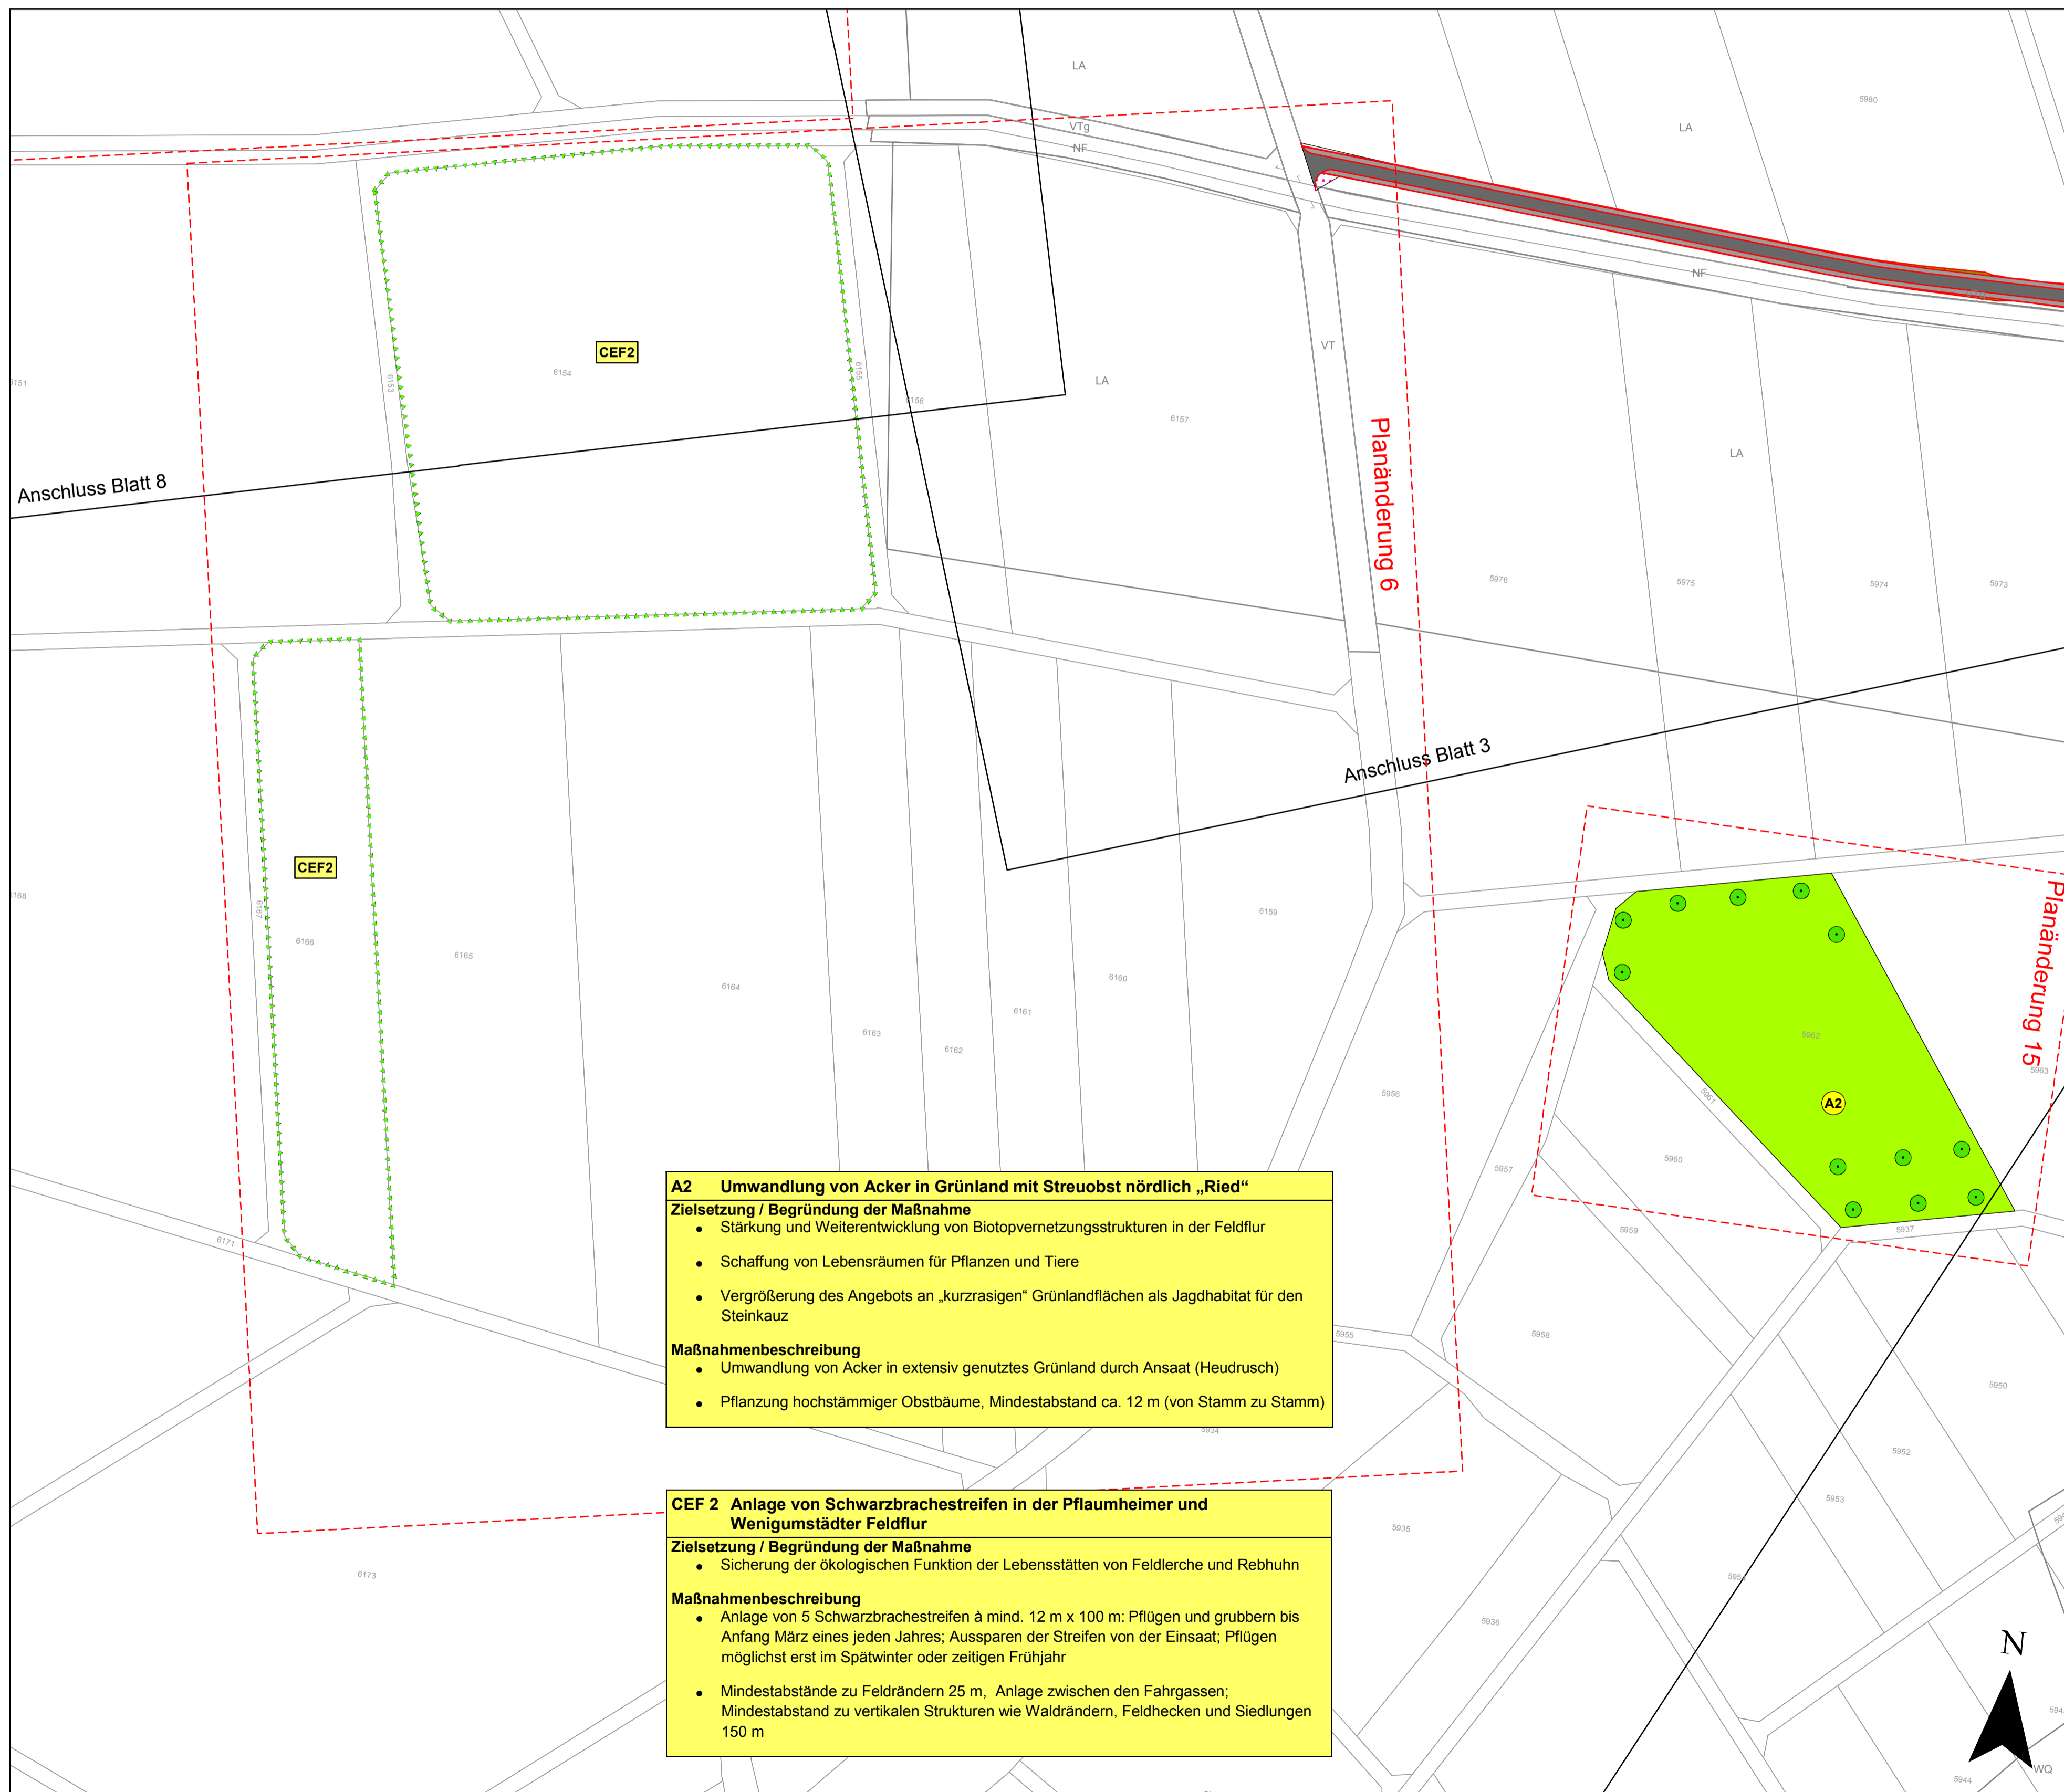 LA
5980
LA
VTg
NF
NF
CEF2
VT
6151
6153
6154
6155
6156
LA
6157
Planänderung 6
LA
Anschluss Blatt 8
5976
5975
5974
5973
Anschluss Blatt 3
CEF2
6168
6167
6166
6165
6164
6163
6162
6161
6160
6159
5956
Planänderung 15
5962
5963
A2
5961
5960
5957
5959
5937
6171
A2 Umwandlung von Acker in Grünland mit Streuobst nördlich „Ried“
Zielsetzung / Begründung der Maßnahme
• Stärkung und Weiterentwicklung von Biotopvernetzungsstrukturen in der Feldflur
• Schaffung von Lebensräumen für Pflanzen und Tiere
• Vergrößerung des Angebots an „kurzrasigen“ Grünlandflächen als Jagdhabitat für den
Steinkauz
Maßnahmenbeschreibung
• Umwandlung von Acker in extensiv genutztes Grünland durch Ansaat (Heudrusch)
• Pflanzung hochstämmiger Obstbäume, Mindestabstand ca. 12 m (von Stamm zu Stamm)
5955
5958
5950
5934
5952
5953
5935
CEF 2 Anlage von Schwarzbrachestreifen in der Pflaumheimer und
Wenigumstädter Feldflur
Zielsetzung / Begründung der Maßnahme
• Sicherung der ökologischen Funktion der Lebensstätten von Feldlerche und Rebhuhn
Maßnahmenbeschreibung
• Anlage von 5 Schwarzbrachestreifen à mind. 12 m x 100 m: Pflügen und grubbern bis
Anfang März eines jeden Jahres; Aussparen der Streifen von der Einsaat; Pflügen
möglichst erst im Spätwinter oder zeitigen Frühjahr
• Mindestabstände zu Feldrändern 25 m, Anlage zwischen den Fahrgassen;
Mindestabstand zu vertikalen Strukturen wie Waldrändern, Feldhecken und Siedlungen
150 m
6173
5936
N
5944
WQ